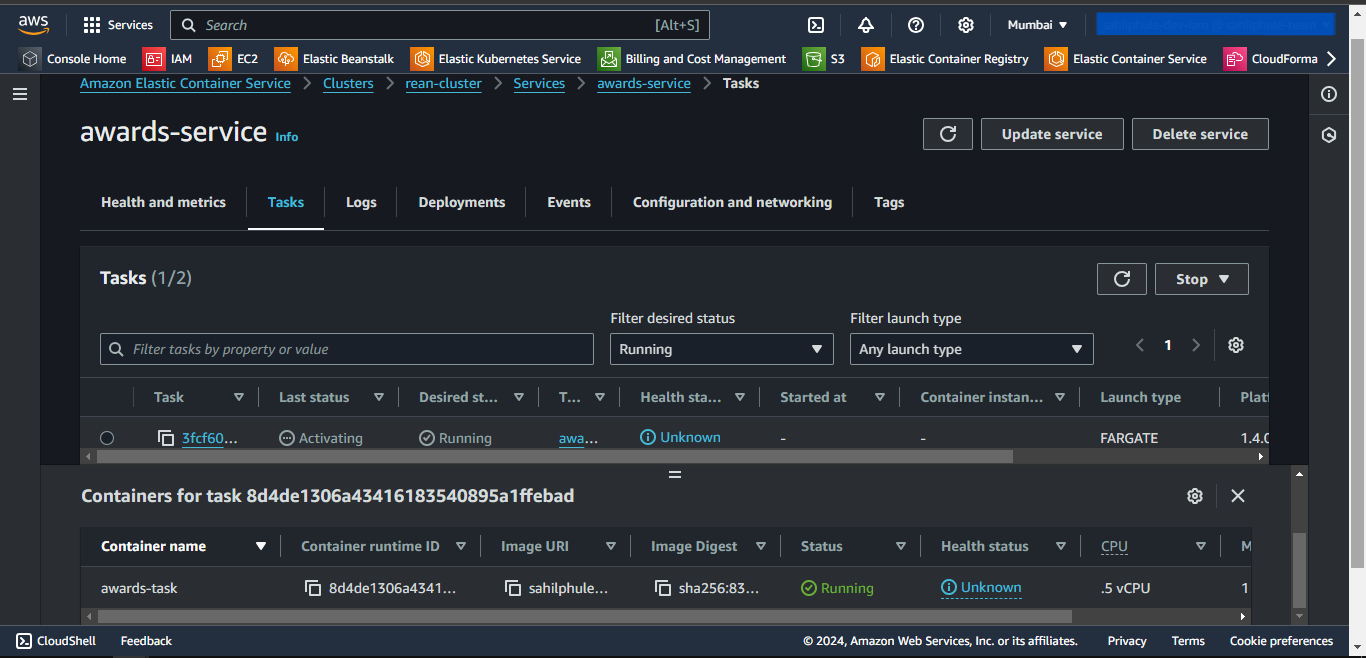 aws Services Search [Alt+S] Mumbai
Console Home IAM EC2 Elastic Beanstalk Elastic Kubernetes Service Billing and Cost Management S3 Elastic Container Registry Elastic Container Service CloudForma
Amazon Elastic Container Service Clusters rean-cluster Services awards-service Tasks
awards-service Info
Update service Delete service
Health and metrics Tasks Logs Deployments Events Configuration and networking Tags
Tasks (1/2)
Stop
Filter desired status Filter launch type
Filter tasks by property or value Running Any launch type 1
Task Last status Desired st... T... Health sta... Started at Container instan... Launch type Platf
3fcf60... Activating Running awa... Unknown - - FARGATE 1.4.0
Containers for task 8d4de1306a43416183540895a1ffebad
Container name Container runtime ID Image URI Image Digest Status Health status CPU M
awards-task 8d4de1306a4341... sahilphule... sha256:83... Running Unknown .5 vCPU 1
CloudShell Feedback © 2024, Amazon Web Services, Inc. or its affiliates. Privacy Terms Cookie preferences